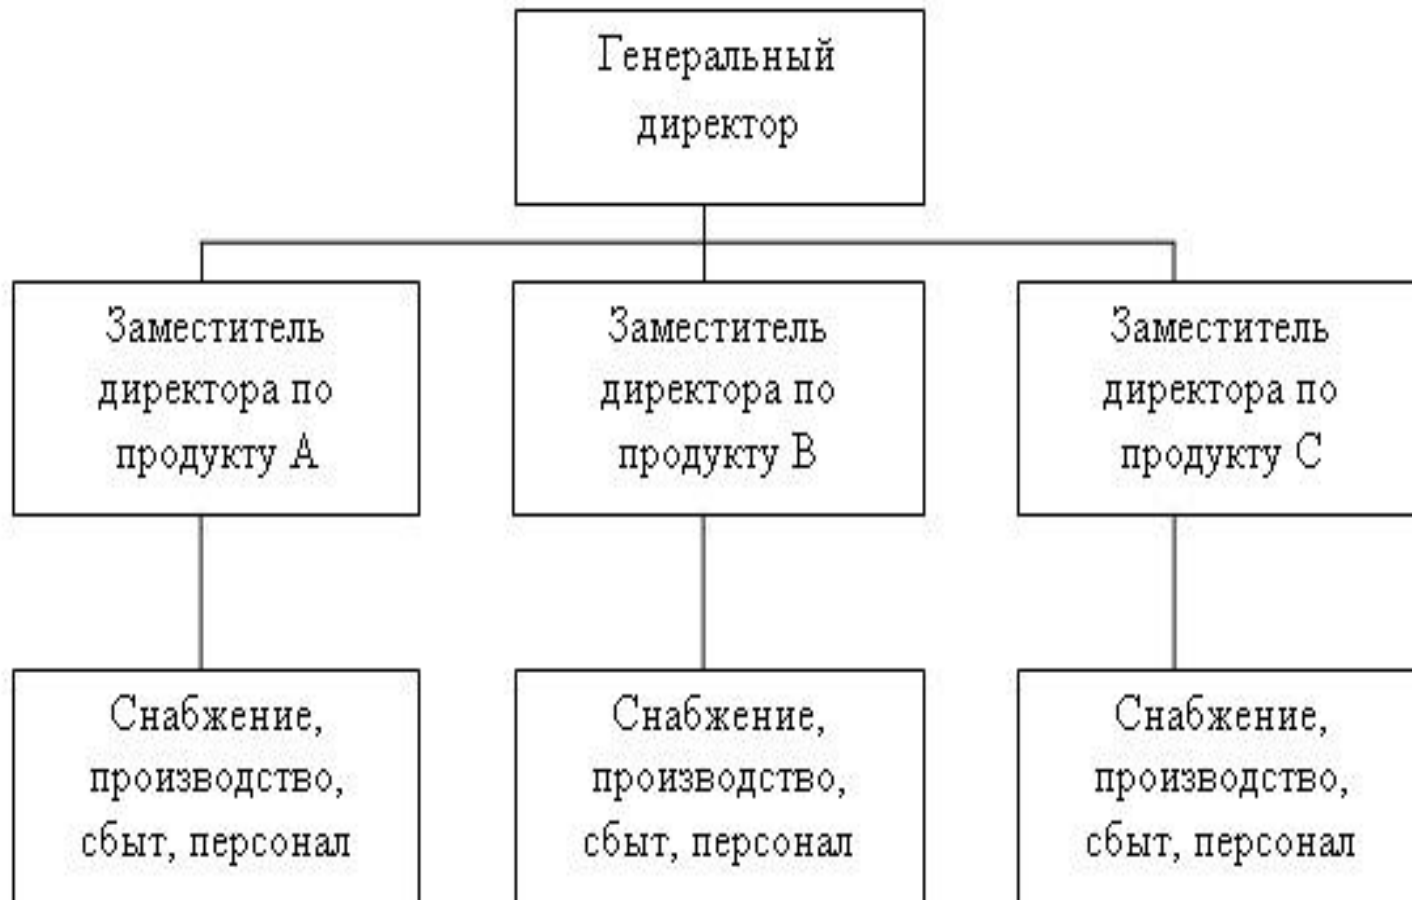 Генеральный
директор
Заместитель
директора по
продукту А
Заместитель
директора по
продукту В
Заместитель
директора по
продукту С
Снабжение,
производство,
сбыт, персонал
Снабжение,
производство,
сбыт, персонал
Снабжение,
производство,
сбыт, персонал